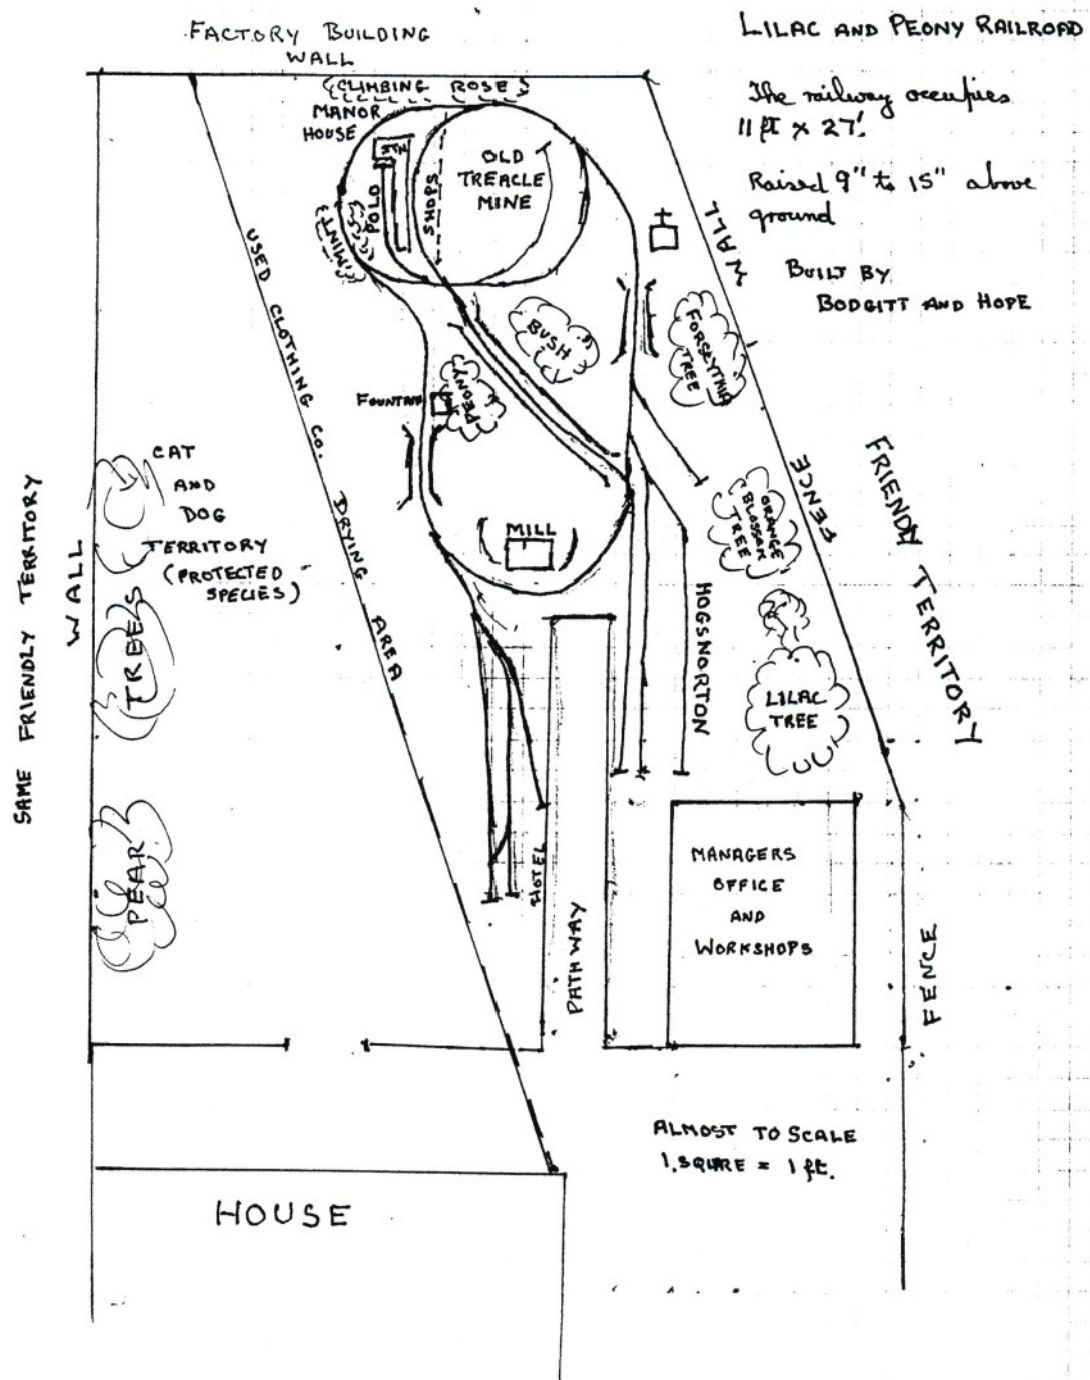 LILAC AND PEONY RAILROAD
FACTORY BUILDING
WALL
The railway occupies
11 ft x 27'.
Raised 9" to 15" above
ground
BUILT BY
BODGITT AND HOPE
CLIMBING ROSE
MANOR
HOUSE
STN
POLO
MINT
SHOPS
OLD
TREACLE
MINE
WALL
USED CLOTHING CO. DRYING AREA
BUSH
FORSEYTHIA
TREE
PEONY
FOUNTAIN
CAT
AND
DOG
TERRITORY
(PROTECTED
SPECIES)
SAME FRIENDLY TERRITORY
WALL
TREES
PEAR
MILL
ORANGE
BLOSSOM
TREE
FENCE
FRIENDLY TERRITORY
HOGSNORTON
LILAC
TREE
HOTEL
PATHWAY
MANAGERS
OFFICE
AND
WORKSHOPS
FENCE
ALMOST TO SCALE
1.SQUARE = 1 ft.
HOUSE